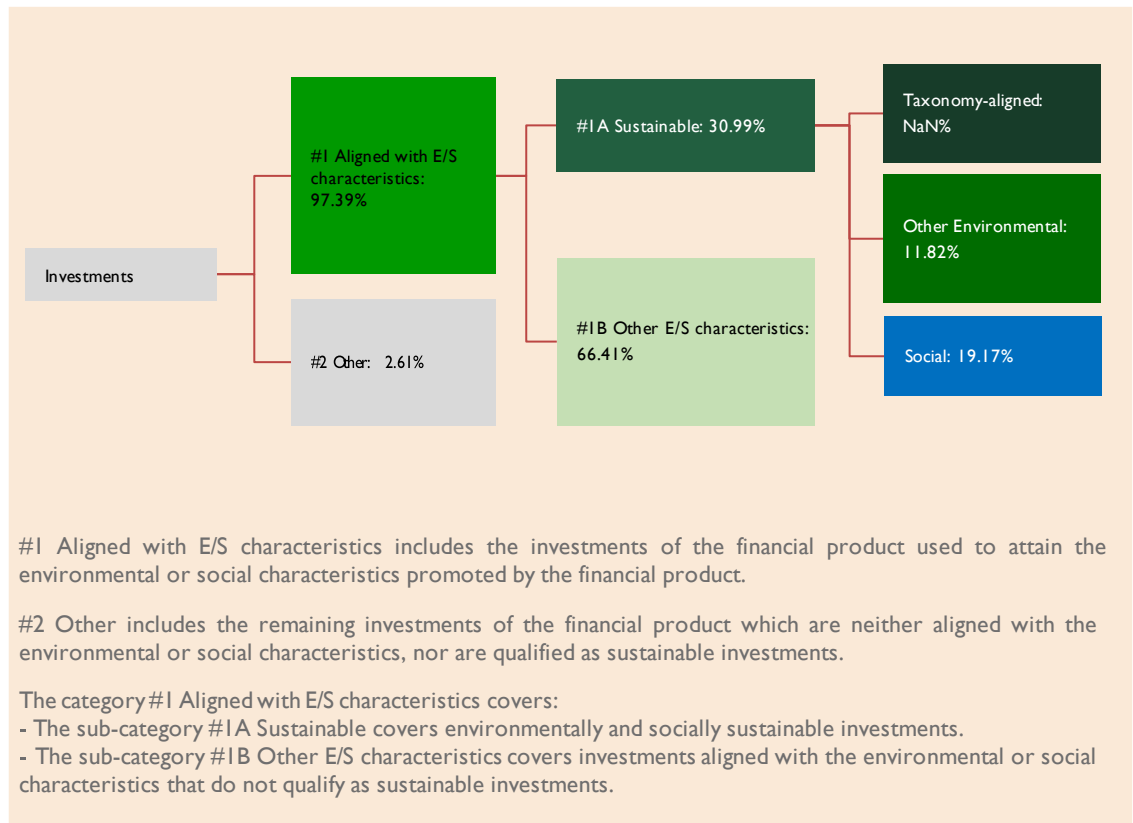 Investments
#1 Aligned with E/S
characteristics:
97.39%
#2 Other: 2.61%
#1A Sustainable: 30.99%
#1B Other E/S characteristics:
66.41%
Taxonomy-aligned:
NaN%
Other Environmental:
11.82%
Social: 19.17%
#1 Aligned with E/S characteristics includes the investments of the financial product used to attain the
environmental or social characteristics promoted by the financial product.
#2 Other includes the remaining investments of the financial product which are neither aligned with the
environmental or social characteristics, nor are qualified as sustainable investments.
The category #1 Aligned with E/S characteristics covers:
- The sub-category #1A Sustainable covers environmentally and socially sustainable investments.
- The sub-category #1B Other E/S characteristics covers investments aligned with the environmental or social
characteristics that do not qualify as sustainable investments.